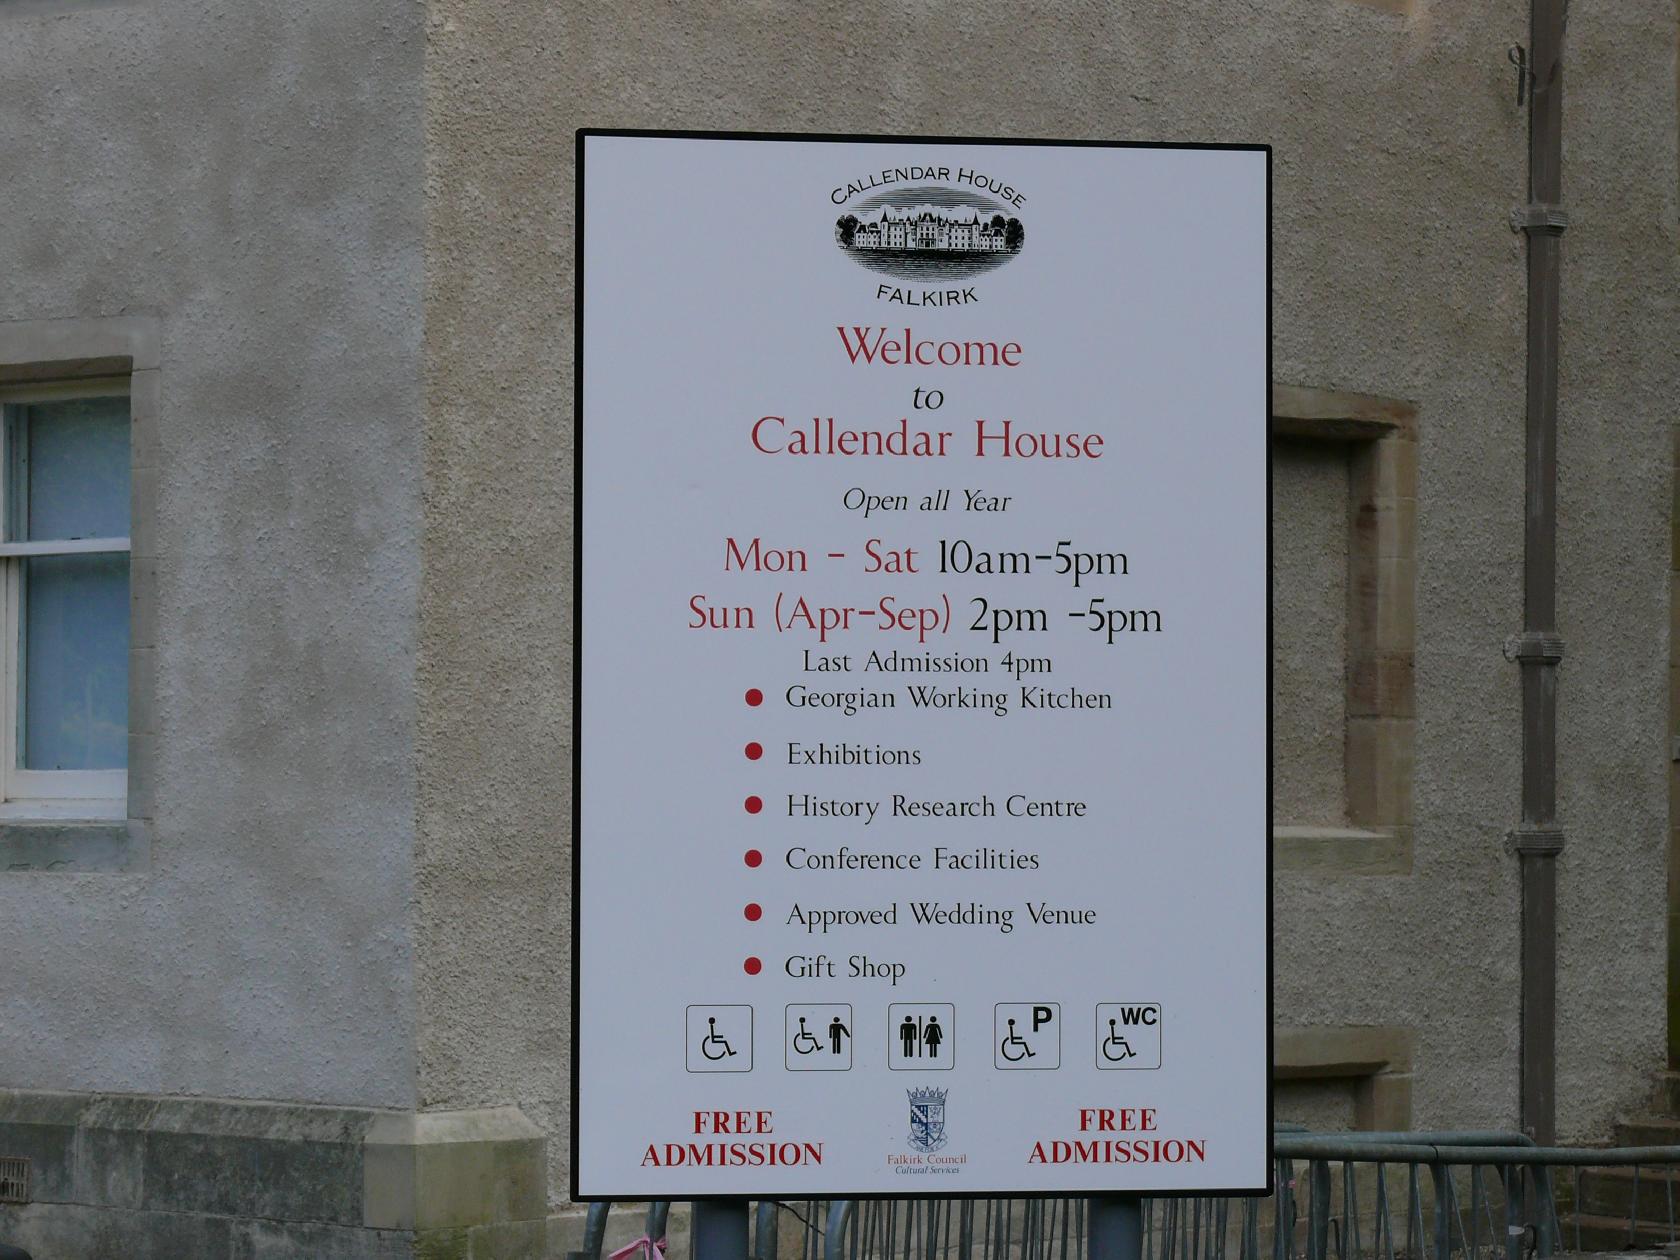 CALLENDAR HOUSE
FALKIRK
Welcome
to
Callendar House
Open all Year
Mon - Sat 10am-5pm
Sun (Apr-Sep) 2pm -5pm
Last Admission 4pm
Georgian Working Kitchen
Exhibitions
History Research Centre
Conference Facilities
Approved Wedding Venue
Gift Shop
P
WC
FREE
ADMISSION
Falkirk Council
Cultural Services
FREE
ADMISSION